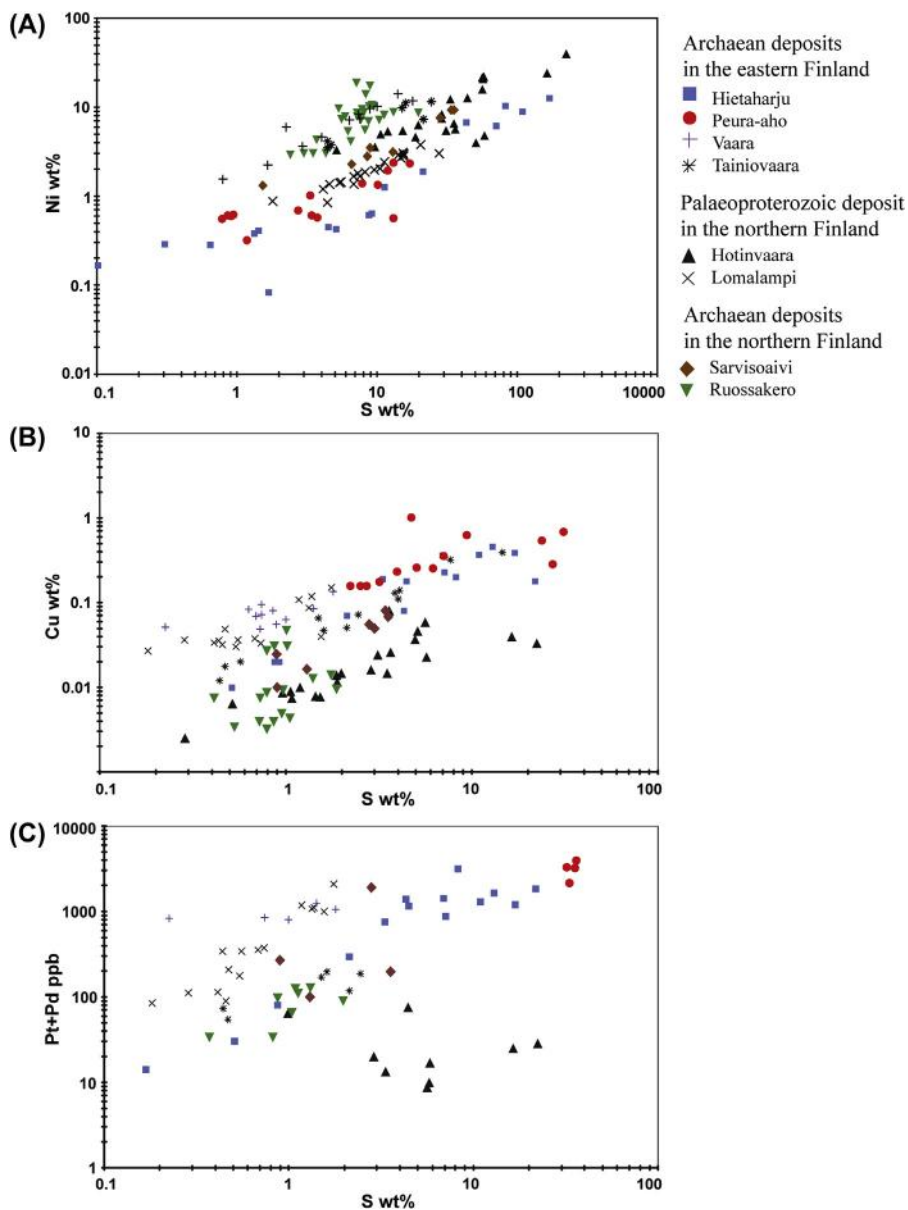 (A)
100
10
1
0.1
0.01
Ni wt%
0.1
1
10
100
10000
S wt%
Archaean deposits
in the eastern Finland
Hietaharju
Peura-aho
Vaara
Tainiovaara
Palaeoproterozoic deposit
in the northern Finland
Hotinvaara
Lomalampi
Archaean deposits
in the northern Finland
Sarvisoaivi
Ruossakero
(B)
10
1
0.1
0.01
Cu wt%
0.1
1
10
100
S wt%
(C)
10000
1000
100
10
1
Pt+Pd ppb
0.1
1
10
100
S wt%